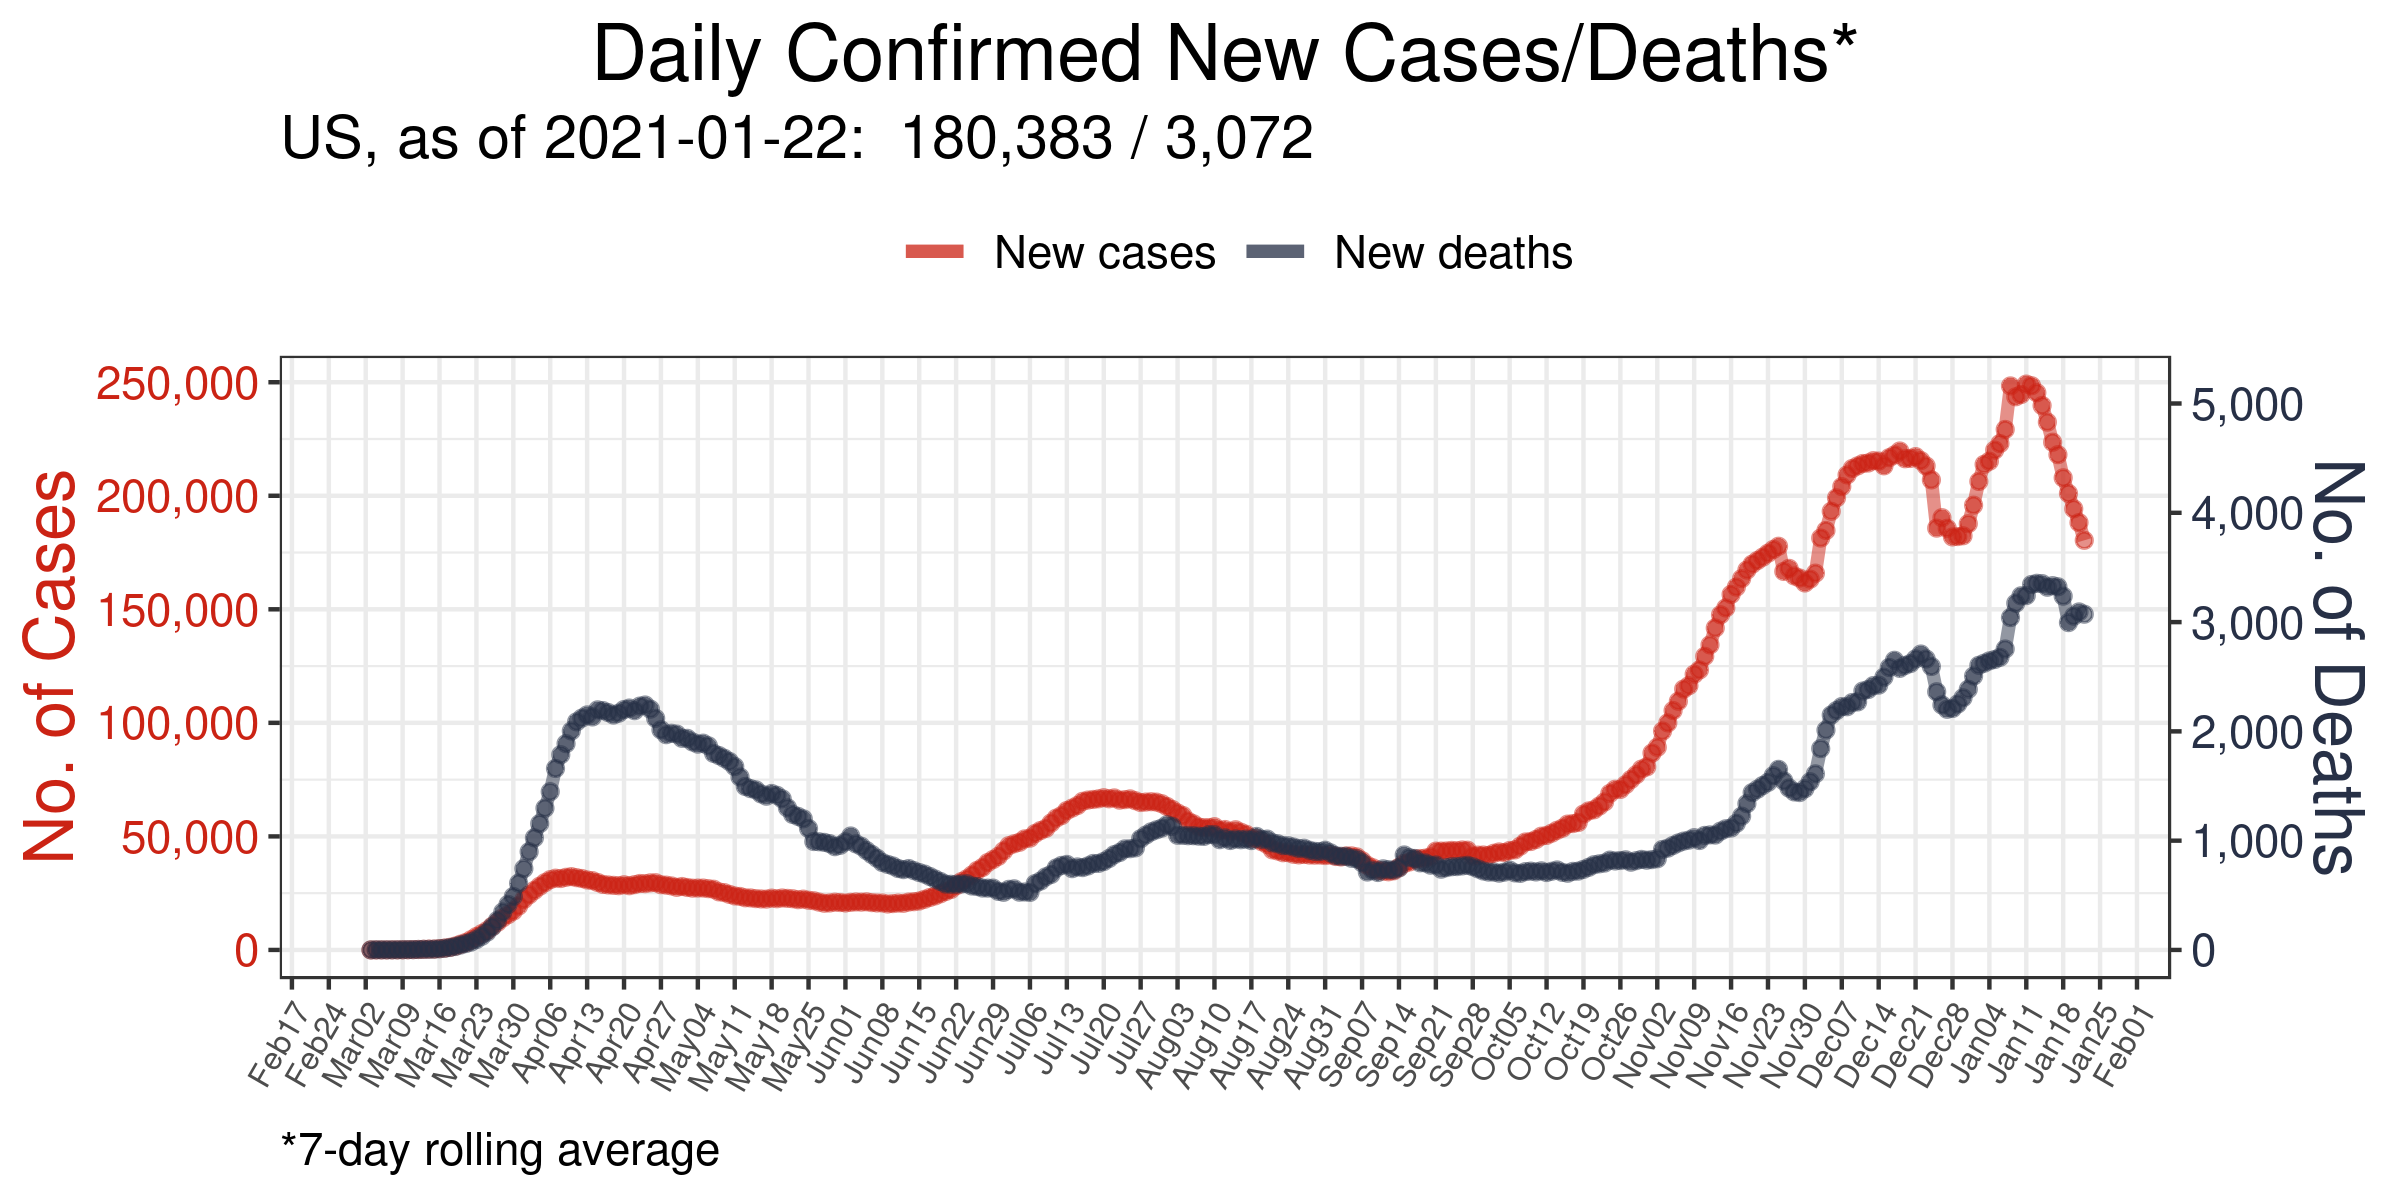 Daily Confirmed New Cases/Deaths*
US, as of 2021-01-22:  180,383 / 3,072
New cases
New deaths
No. of Cases
250,000
200,000
150,000
100,000
50,000
0
5,000
4,000
3,000
2,000
1,000
0
No. of Deaths
Feb17
Feb24
Mar02
Mar09
Mar16
Mar23
Mar30
Apr06
Apr13
Apr20
Apr27
May04
May11
May18
May25
Jun01
Jun08
Jun15
Jun22
Jun29
Jul06
Jul13
Jul20
Jul27
Aug03
Aug10
Aug17
Aug24
Aug31
Sep07
Sep14
Sep21
Sep28
Oct05
Oct12
Oct19
Oct26
Nov02
Nov09
Nov16
Nov23
Nov30
Dec07
Dec14
Dec21
Dec28
Jan04
Jan11
Jan18
Jan25
Feb01
*7-day rolling average